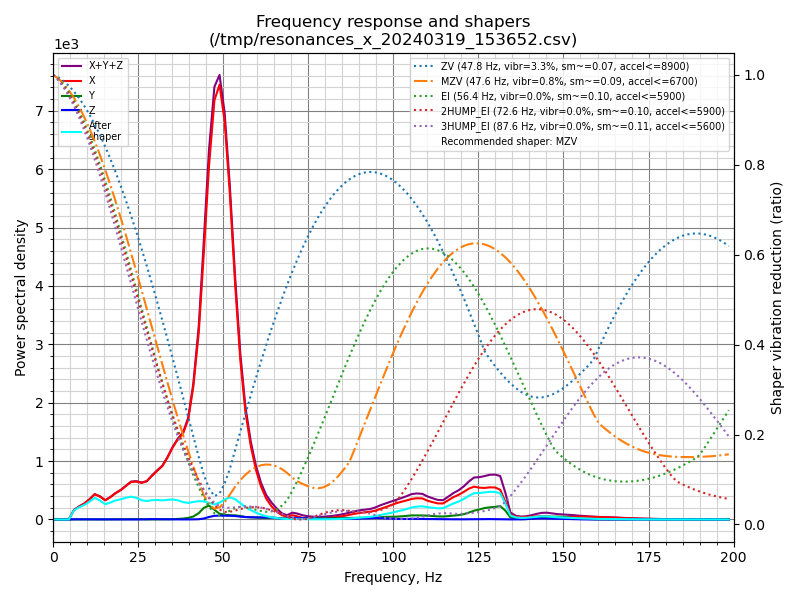 Frequency response and shapers
(/tmp/resonances_x_20240319_153652.csv)
1e3
X+Y+Z
X
Y
Z
After
shaper
ZV (47.8 Hz, vibr=3.3%, sm~=0.07, accel<=8900)
MZV (47.6 Hz, vibr=0.8%, sm~=0.09, accel<=6700)
EI (56.4 Hz, vibr=0.0%, sm~=0.10, accel<=5900)
2HUMP_EI (72.6 Hz, vibr=0.0%, sm~=0.10, accel<=5900)
3HUMP_EI (87.6 Hz, vibr=0.0%, sm~=0.11, accel<=5600)
Recommended shaper: MZV
Power spectral density
7
6
5
4
3
2
1
0
1.0
0.8
0.6
0.4
0.2
0.0
Shaper vibration reduction (ratio)
0 25 50 75 100 125 150 175 200
Frequency, Hz